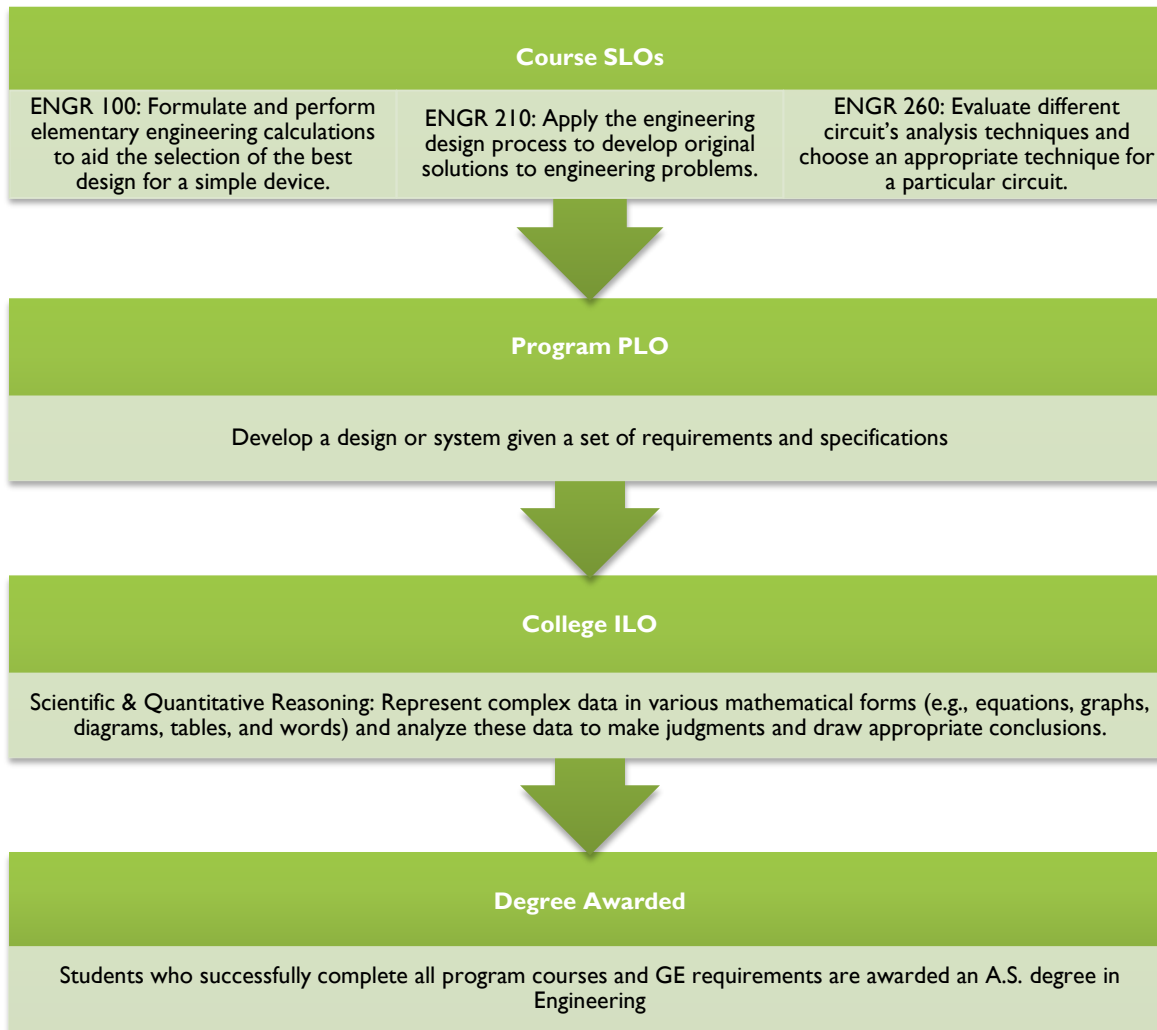 Course SLOs
ENGR 100: Formulate and perform
elementary engineering calculations
to aid the selection of the best
design for a simple device.
ENGR 210: Apply the engineering
design process to develop original
solutions to engineering problems.
ENGR 260: Evaluate different
circuit’s analysis techniques and
choose an appropriate technique for
a particular circuit.
Program PLO
Develop a design or system given a set of requirements and specifications
College ILO
Scientific & Quantitative Reasoning: Represent complex data in various mathematical forms (e.g., equations, graphs,
diagrams, tables, and words) and analyze these data to make judgments and draw appropriate conclusions.
Degree Awarded
Students who successfully complete all program courses and GE requirements are awarded an A.S. degree in
Engineering